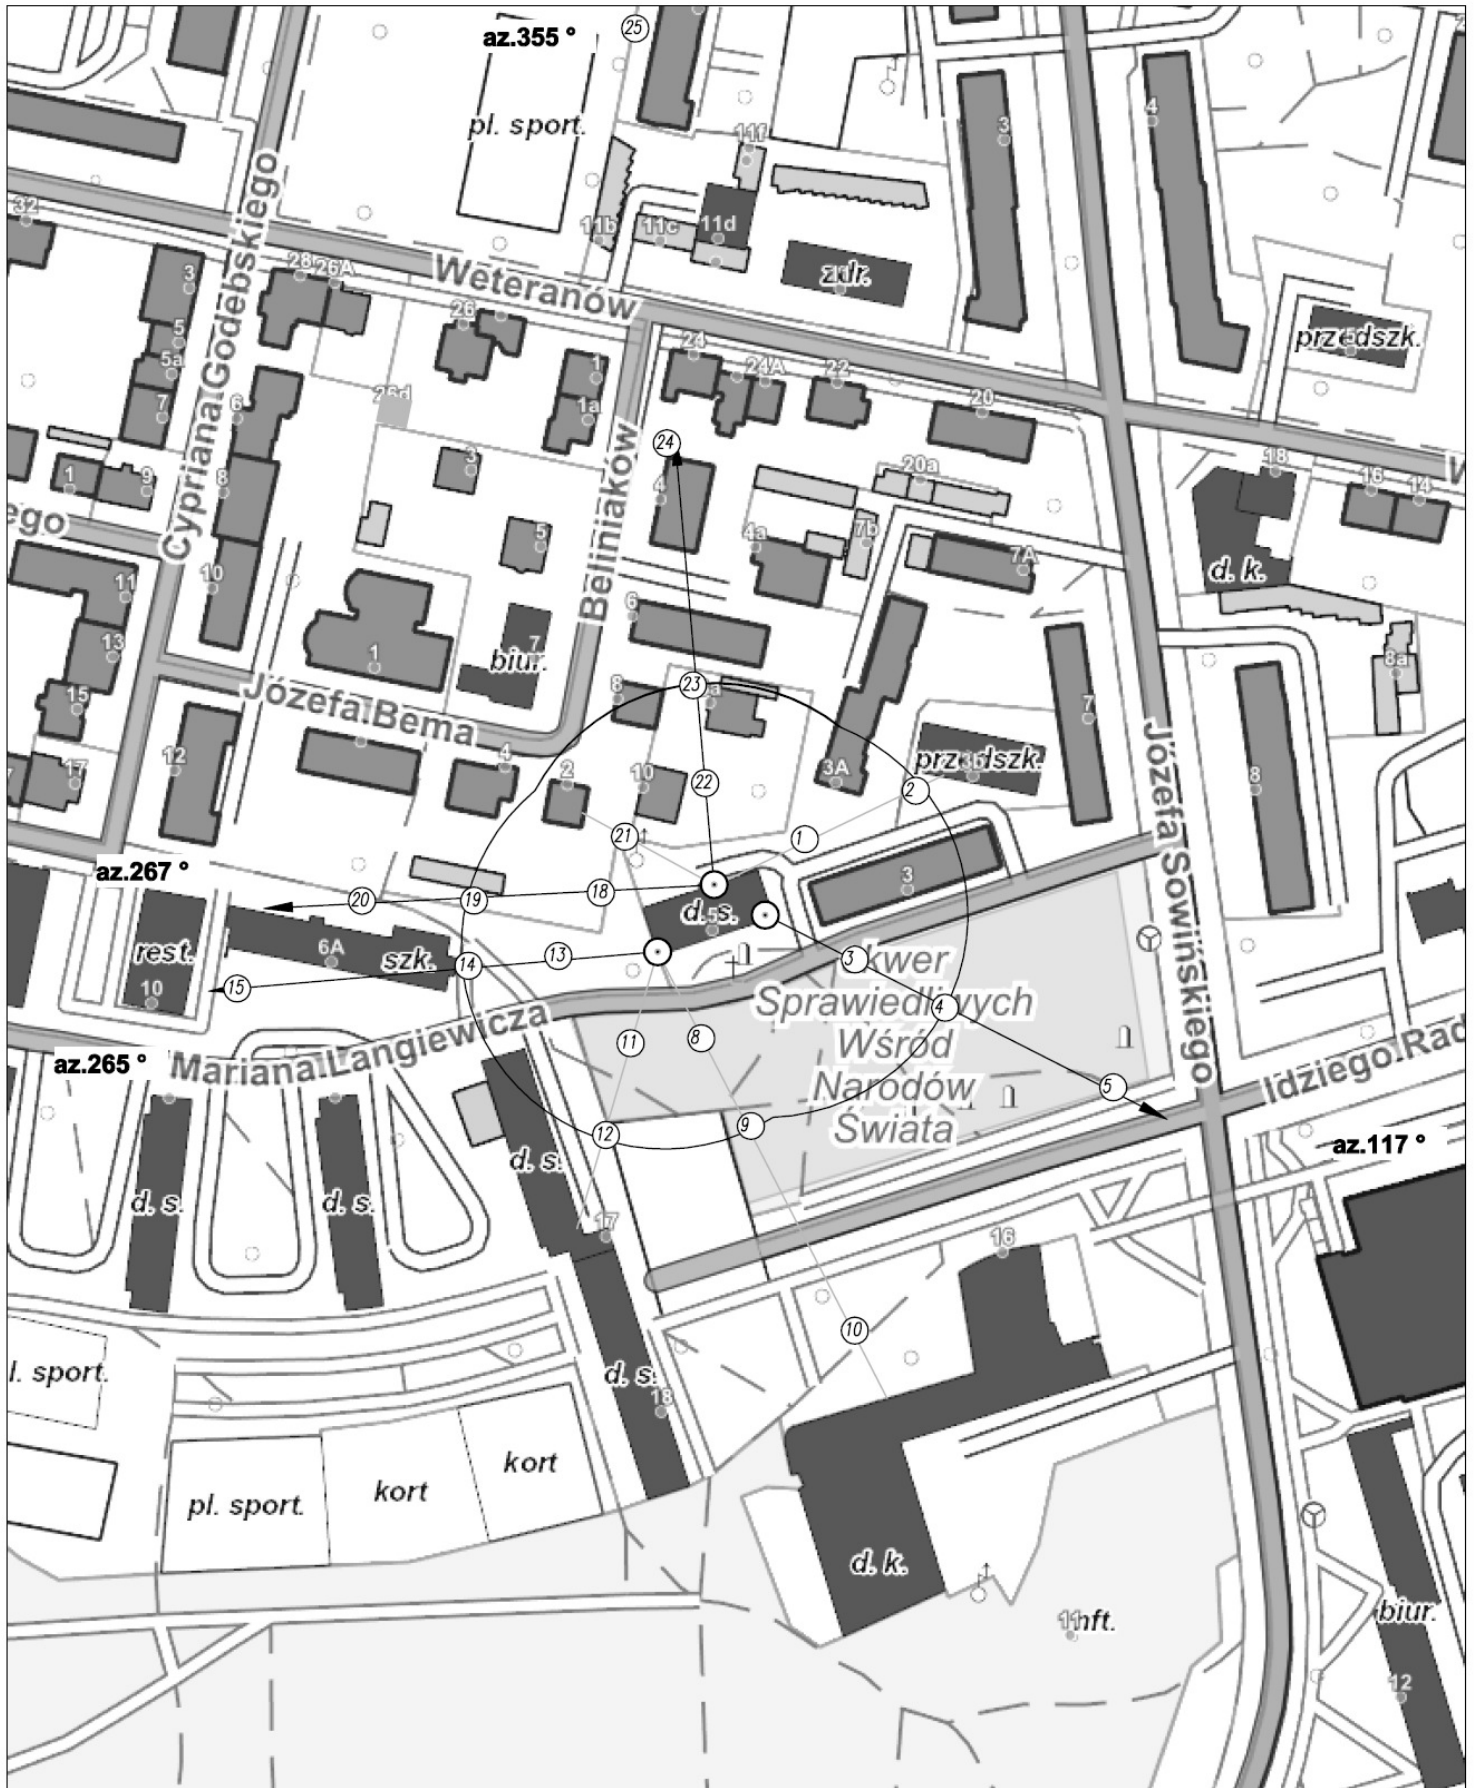 az.355 °
25
pl. sport.
11f
3
4
32
11b
11c
11d
Weteranów
zdr.
Cypriana Godebskiego
3
28
26A
26
5
5a
7
6
26d
1
1a
24
24A
22
20
przedszk.
24
3
4
20a
18
16
14
W
1
9
8
ego
5
4a
7b
7A
d. k.
Beliniaków
10
11
13
15
1
7
biur.
6
8a
Józefa Bema
8
23
7
8
Józefa Sowińskiego
12
4
2
10
22
3A
2
przedszk.
17
21
1
az.267 °
20
19
18
3
d. s.
5
rest.
10
6A
szk.
14
13
15
3
kwer
Sprawiedliwych
Wśród
Narodów
Świata
4
11
8
Mariana Langiewicza
az.265 °
5
Idziego Rad
az.117 °
12
9
d. s.
d. s.
d. s.
17
16
10
l. sport.
d. s.
18
pl. sport.
kort
kort
d. k.
11
nft.
biur.
12